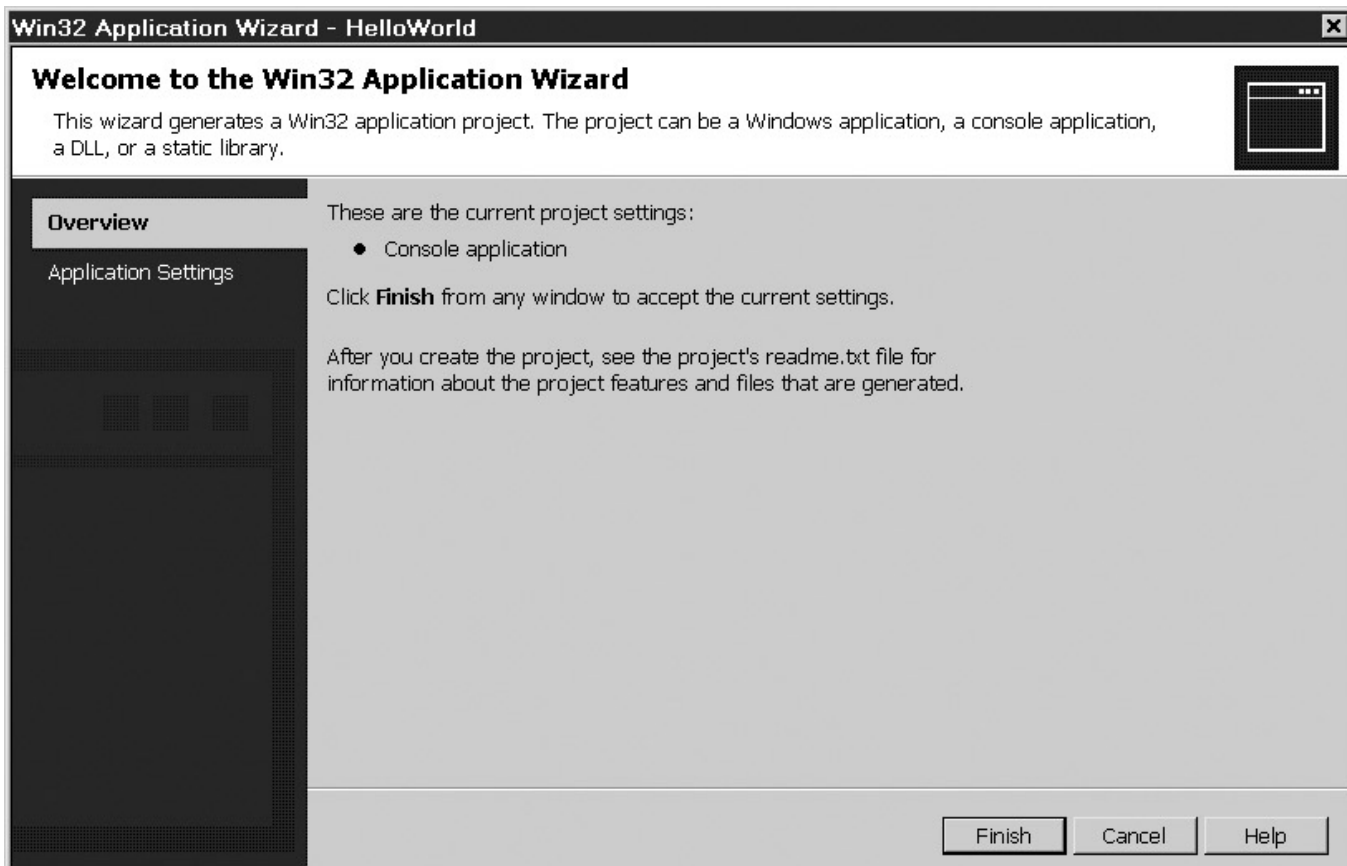 Win32 Application Wizard - HelloWorld
Welcome to the Win32 Application Wizard
This wizard generates a Win32 application project. The project can be a Windows application, a console application,
a DLL, or a static library.
Overview
Application Settings
These are the current project settings:
● Console application
Click Finish from any window to accept the current settings.
After you create the project, see the project's readme.txt file for
information about the project features and files that are generated.
Finish
Cancel
Help